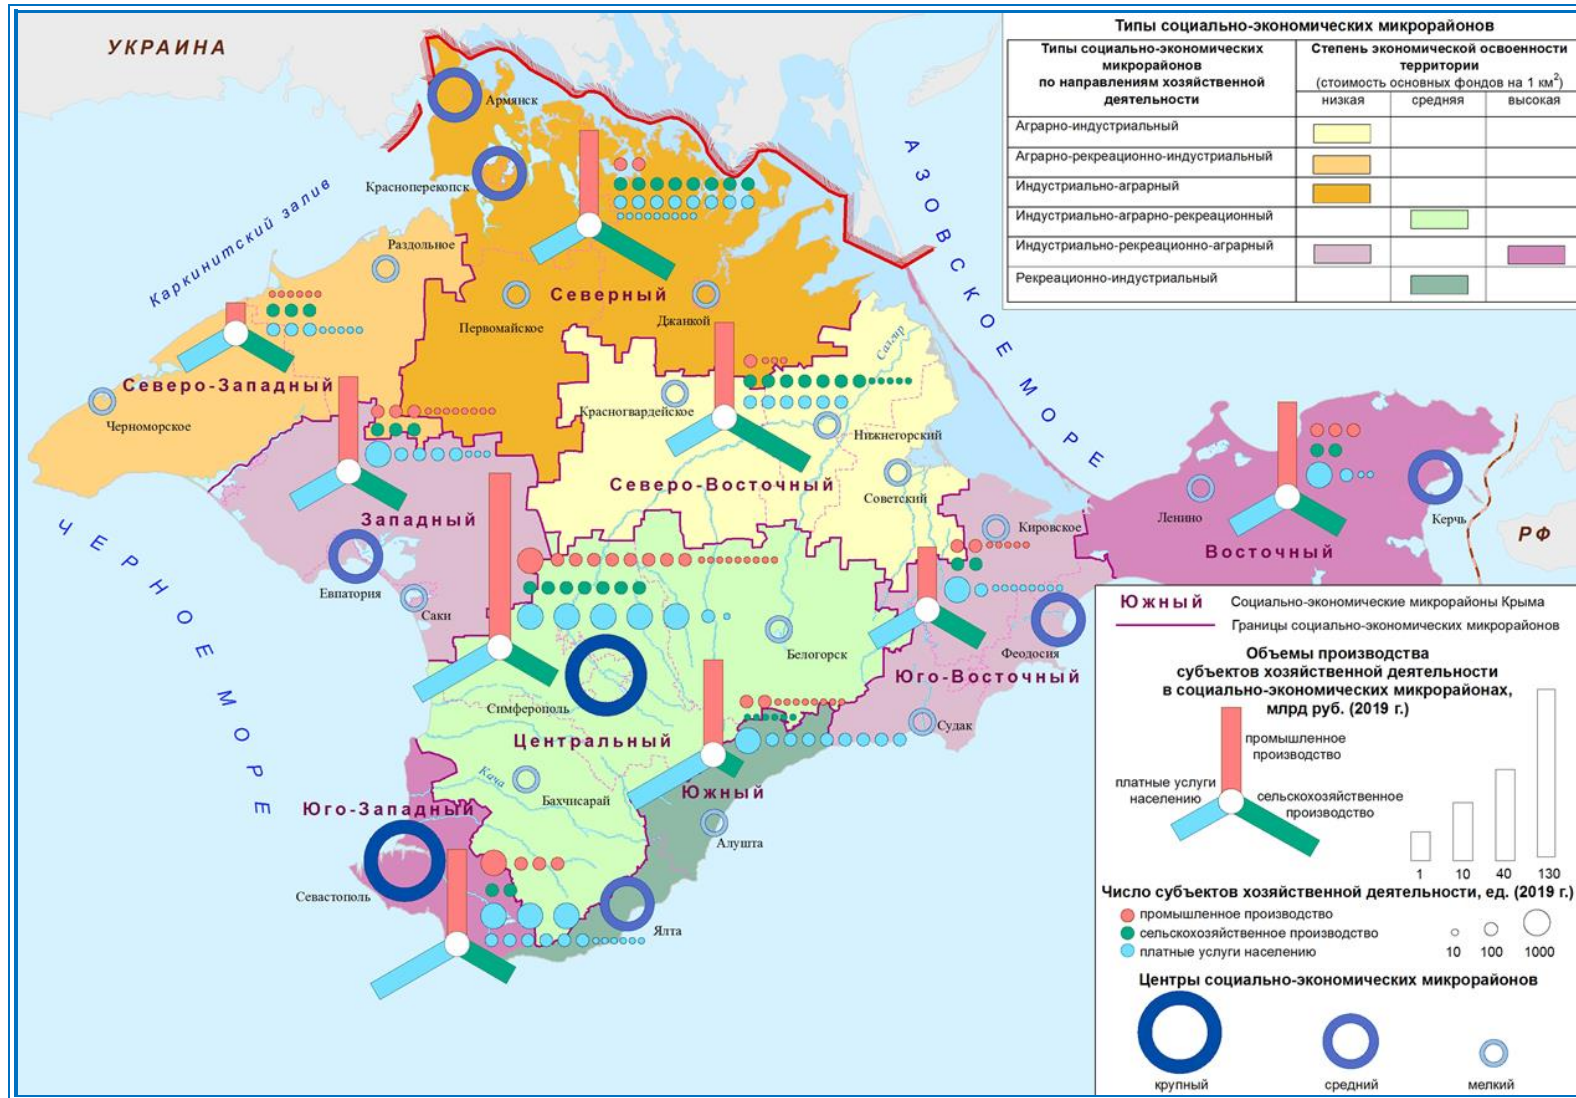 УКРАИНА
Армянск
Красноперекопск
Каркинитский залив
Раздольное
Северный
Первомайское
Джанкой
АЗОВСКОЕ МОРЕ
Северо-Западный
Черноморское
Салгир
Красногвардейское
Нижнегорский
Северо-Восточный
Советский
Западный
Евпатория
Саки
ЧЕРНОЕ МОРЕ
Кировское
Ленино
Керчь
Восточный
РФ
Белогорск
Феодосия
Юго-Восточный
Судак
Симферополь
Центральный
Кача
Бахчисарай
Южный
Алушта
Юго-Западный
Севастополь
Ялта
Типы социально-экономических микрорайонов
Типы социально-экономических
микрорайонов
по направлениям хозяйственной
деятельности
Степень экономической освоенности
территории
(стоимость основных фондов на 1 км²)
низкая средняя высокая
Аграрно-индустриальный
Аграрно-рекреационно-индустриальный
Индустриально-аграрный
Индустриально-аграрно-рекреационный
Индустриально-рекреационно-аграрный
Рекреационно-индустриальный
Южный Социально-экономические микрорайоны Крыма
Границы социально-экономических микрорайонов
Объемы производства
субъектов хозяйственной деятельности
в социально-экономических микрорайонах,
млрд руб. (2019 г.)
промышленное
производство
платные услуги
населению
сельскохозяйственное
производство
1 10 40 130
Число субъектов хозяйственной деятельности, ед. (2019 г.)
промышленное производство
сельскохозяйственное производство
платные услуги населению
10 100 1000
Центры социально-экономических микрорайонов
крупный средний мелкий